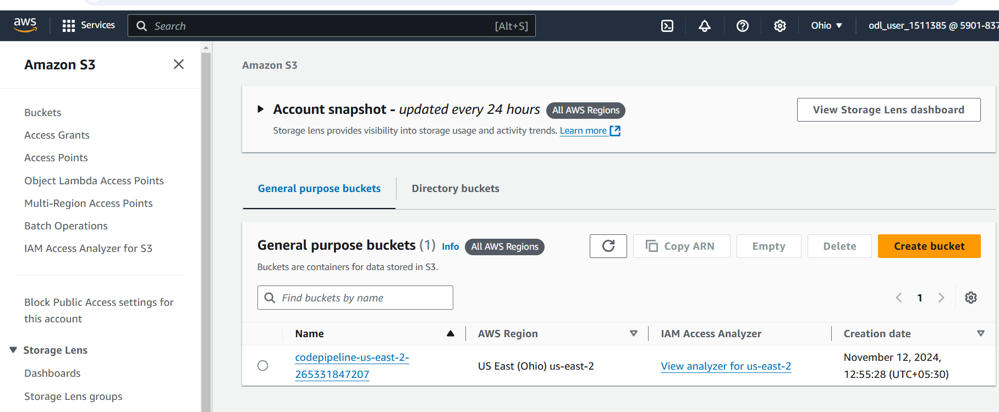 aws
Services
Search
[Alt+S]
Ohio
odl_user_1511385 @ 5901-837
Amazon S3
Buckets
Access Grants
Access Points
Object Lambda Access Points
Multi-Region Access Points
Batch Operations
IAM Access Analyzer for S3
Block Public Access settings for
this account
Storage Lens
Dashboards
Storage Lens groups
Amazon S3
Account snapshot - updated every 24 hours
All AWS Regions
View Storage Lens dashboard
Storage lens provides visibility into storage usage and activity trends. Learn more
General purpose buckets
Directory buckets
General purpose buckets (1) Info
All AWS Regions
Copy ARN
Empty
Delete
Create bucket
Buckets are containers for data stored in S3.
Find buckets by name
1
Name
AWS Region
IAM Access Analyzer
Creation date
codepipeline-us-east-2-
265331847207
US East (Ohio) us-east-2
View analyzer for us-east-2
November 12, 2024,
12:55:28 (UTC+05:30)